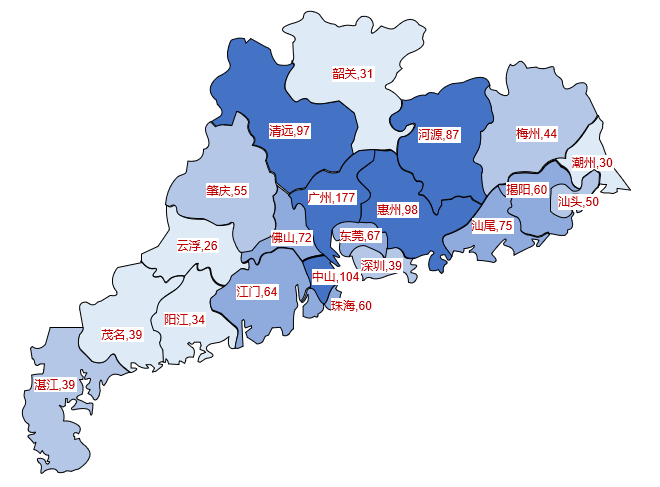 韶关,31
清远,97
河源,87
梅州,44
潮州,30
肇庆,55
广州,177
惠州,98
揭阳,60
汕头,50
云浮,26
佛山,72
东莞,67
汕尾,75
深圳,39
中山,104
江门,64
珠海,60
阳江,34
茂名,39
湛江,39